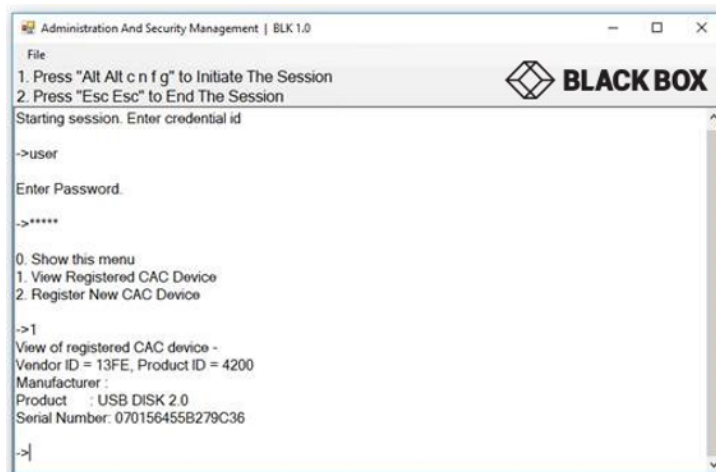 Administration And Security Management | BLK 1.0
File
1. Press "Alt Alt c n f g" to Initiate The Session
2. Press "Esc Esc" to End The Session
BLACK BOX
Starting session. Enter credential id
->user
Enter Password.
->*****
0. Show this menu
1. View Registered CAC Device
2. Register New CAC Device
->1
View of registered CAC device -
Vendor ID = 13FE, Product ID = 4200
Manufacturer :
Product : USB DISK 2.0
Serial Number: 070156455B279C36
->